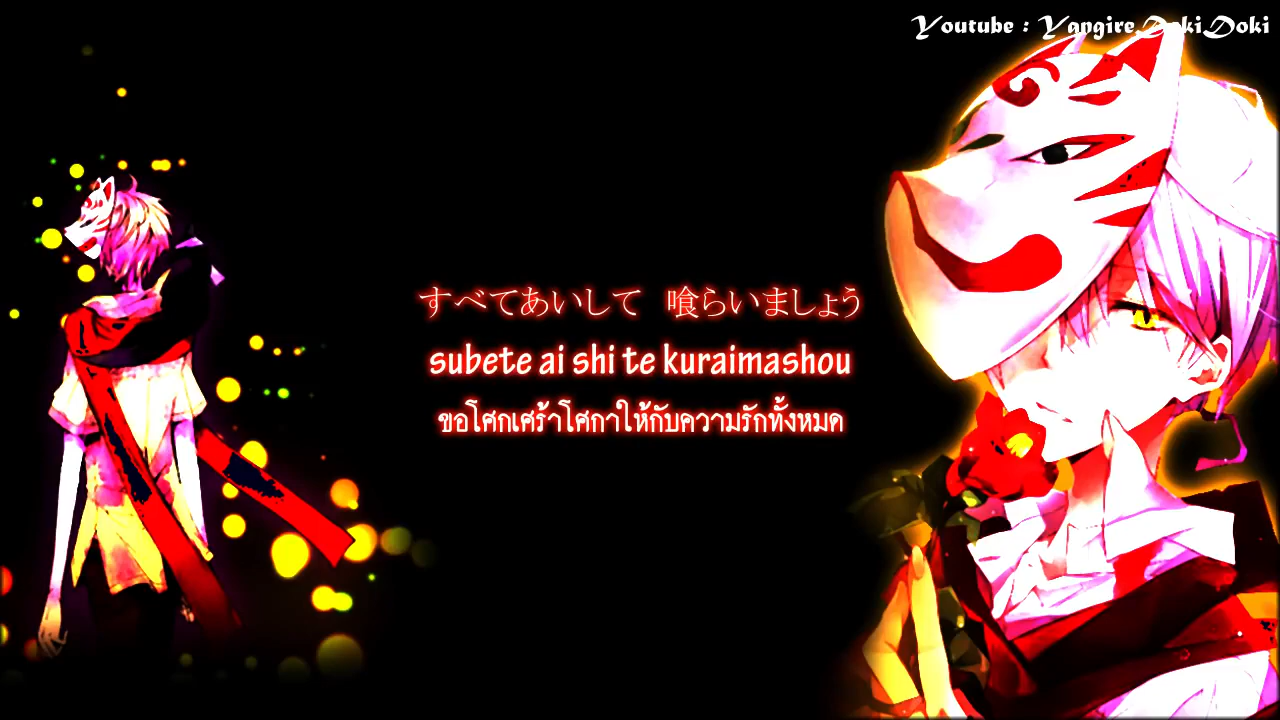 Youtube : YangireDokiDoki
すべてあいして　喰らいましょう
subete ai shi te kuraimashou
ขอโศกเศร้าโศกาให้กับความรักทั้งหมด